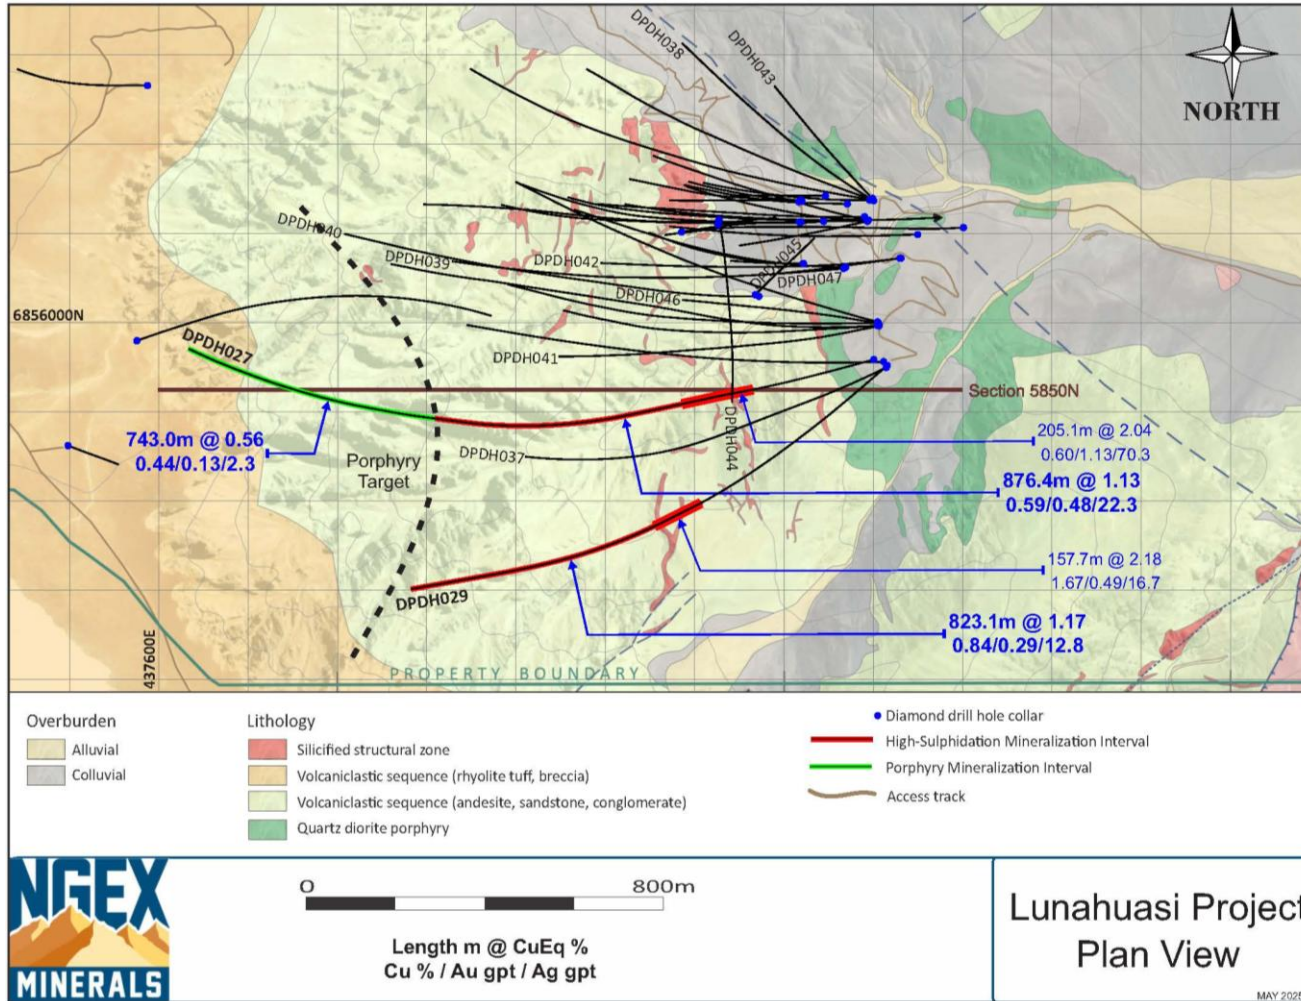 DPDH038
DPDH043
NORTH
DPDH040
DPDH039
DPDH042
DPDH045
DPDH047
DPDH046
6856000N
DPDH027
DPDH041
Section 5850N
743.0m @ 0.56
0.44/0.13/2.3
Porphyry
Target
DPDH037
DPDH044
205.1m @ 2.04
0.60/1.13/70.3
876.4m @ 1.13
0.59/0.48/22.3
157.7m @ 2.18
1.67/0.49/16.7
DPDH029
823.1m @ 1.17
0.84/0.29/12.8
437600E
PROPERTY BOUNDARY
Overburden
Alluvial
Colluvial
Lithology
Silicified structural zone
Volcaniclastic sequence (rhyolite tuff, breccia)
Volcaniclastic sequence (andesite, sandstone, conglomerate)
Quartz diorite porphyry
Diamond drill hole collar
High-Sulphidation Mineralization Interval
Porphyry Mineralization Interval
Access track
NGEX
MINERALS
0 800m
Length m @ CuEq %
Cu % / Au gpt / Ag gpt
Lunahuasi Project
Plan View
MAY 2025